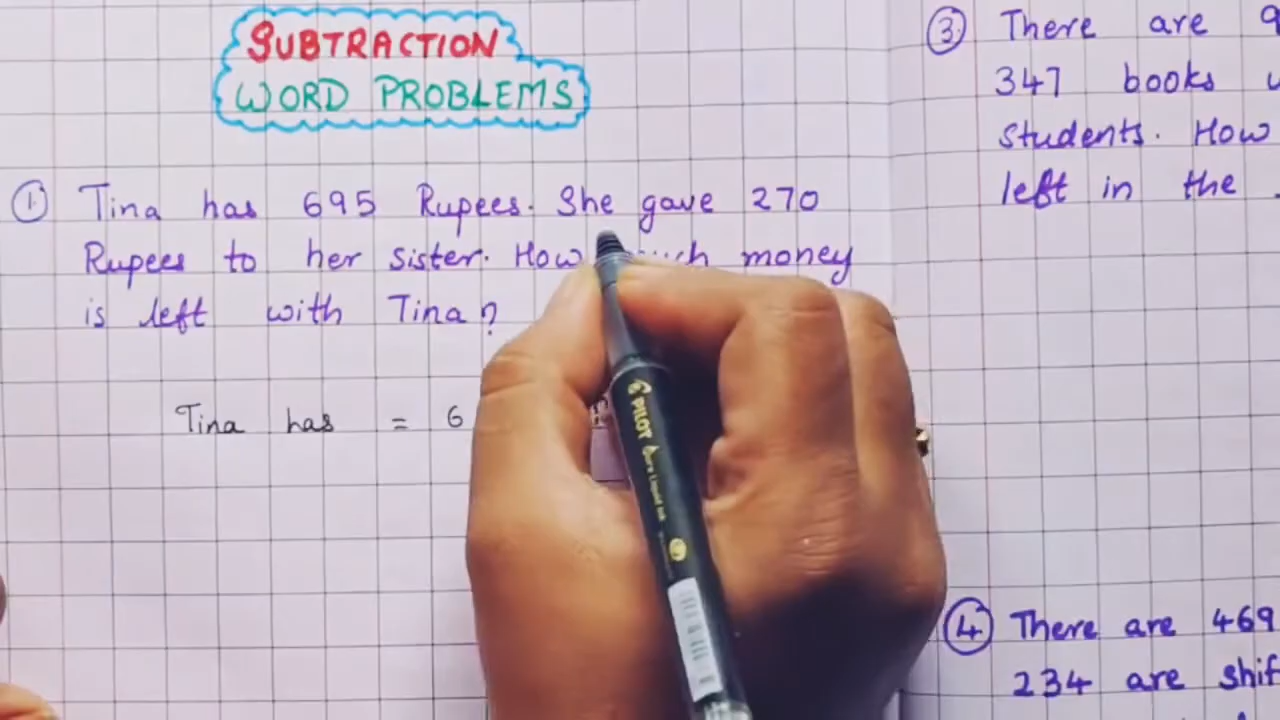 SUBTRACTION
WORD PROBLEMS
① Tina has 695 Rupees. She gave 270
Rupees to her sister. How much money
is left with Tina?
Tina has = 6
③ There are 9
347 books
students. How
left in the
④ There are 469
234 are shif
PILOT